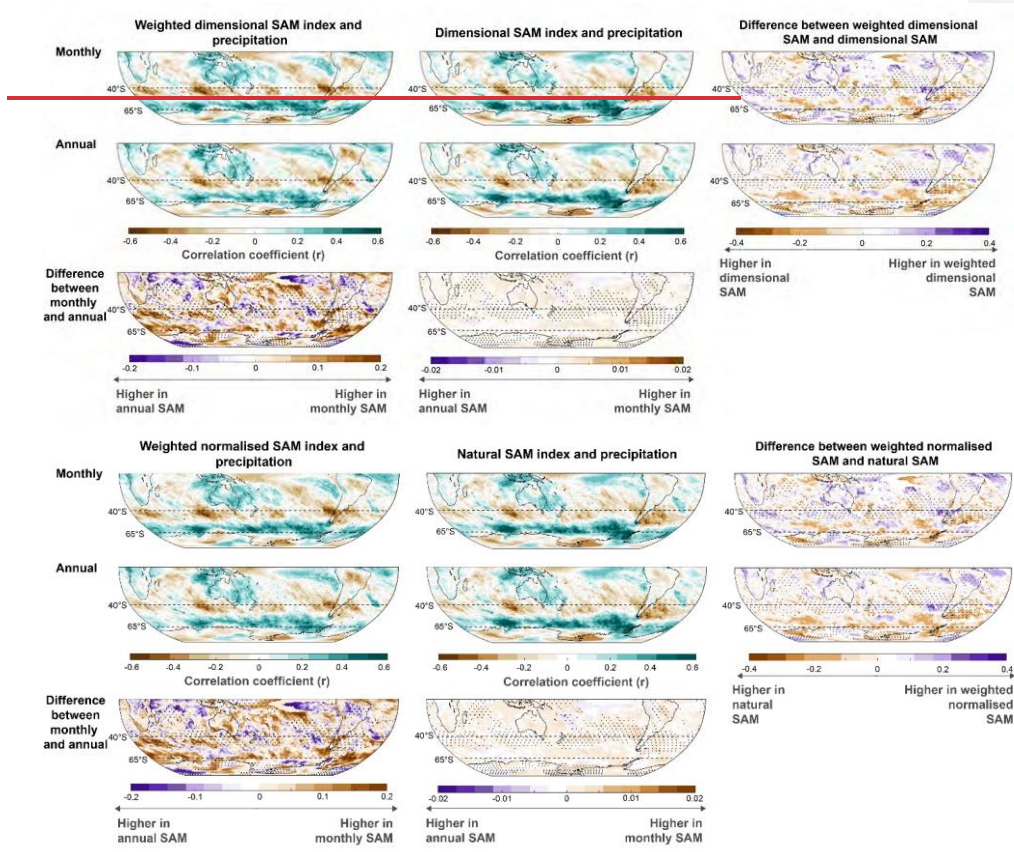 Weighted dimensional SAM index and
precipitation
Dimensional SAM index and precipitation
Difference between weighted dimensional
SAM and dimensional SAM
Monthly
40°S
65°S
40°S
65°S
40°S
65°S
Annual
40°S
65°S
40°S
65°S
40°S
65°S
-0.6 -0.4 -0.2 0 0.2 0.4 0.6
Correlation coefficient (r)
-0.6 -0.4 -0.2 0 0.2 0.4 0.6
Correlation coefficient (r)
-0.4 -0.2 0 0.2 0.4
Higher in
dimensional
SAM
Higher in weighted
dimensional
SAM
Difference
between
monthly
and annual
40°S
65°S
40°S
65°S
-0.2 -0.1 0 0.1 0.2
Higher in
annual SAM
Higher in
monthly SAM
-0.02 -0.01 0 0.01 0.02
Higher in
annual SAM
Higher in
monthly SAM
Weighted normalised SAM index and
precipitation
Natural SAM index and precipitation
Difference between weighted normalised
SAM and natural SAM
Monthly
40°S
65°S
40°S
65°S
40°S
65°S
Annual
40°S
65°S
40°S
65°S
40°S
65°S
-0.6 -0.4 -0.2 0 0.2 0.4 0.6
Correlation coefficient (r)
-0.6 -0.4 -0.2 0 0.2 0.4 0.6
Correlation coefficient (r)
-0.4 -0.2 0 0.2 0.4
Higher in
natural
SAM
Higher in weighted
normalised
SAM
Difference
between
monthly
and annual
40°S
65°S
40°S
65°S
-0.2 -0.1 0 0.1 0.2
Higher in
annual SAM
Higher in
monthly SAM
-0.02 -0.01 0 0.01 0.02
Higher in
annual SAM
Higher in
monthly SAM